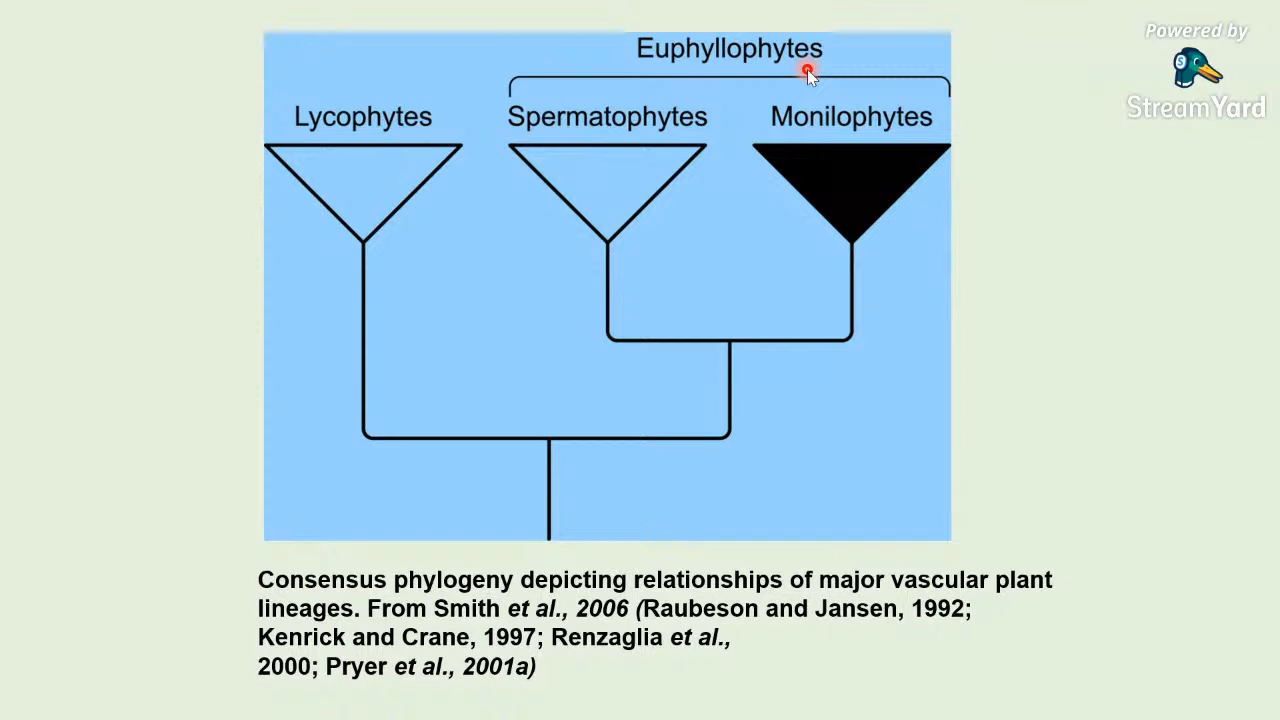 Euphyllophytes
Lycophytes
Spermatophytes
Monilophytes
Consensus phylogeny depicting relationships of major vascular plant
lineages. From Smith et al., 2006 (Raubeson and Jansen, 1992;
Kenrick and Crane, 1997; Renzaglia et al.,
2000; Pryer et al., 2001a)
Powered by
S
StreamYard